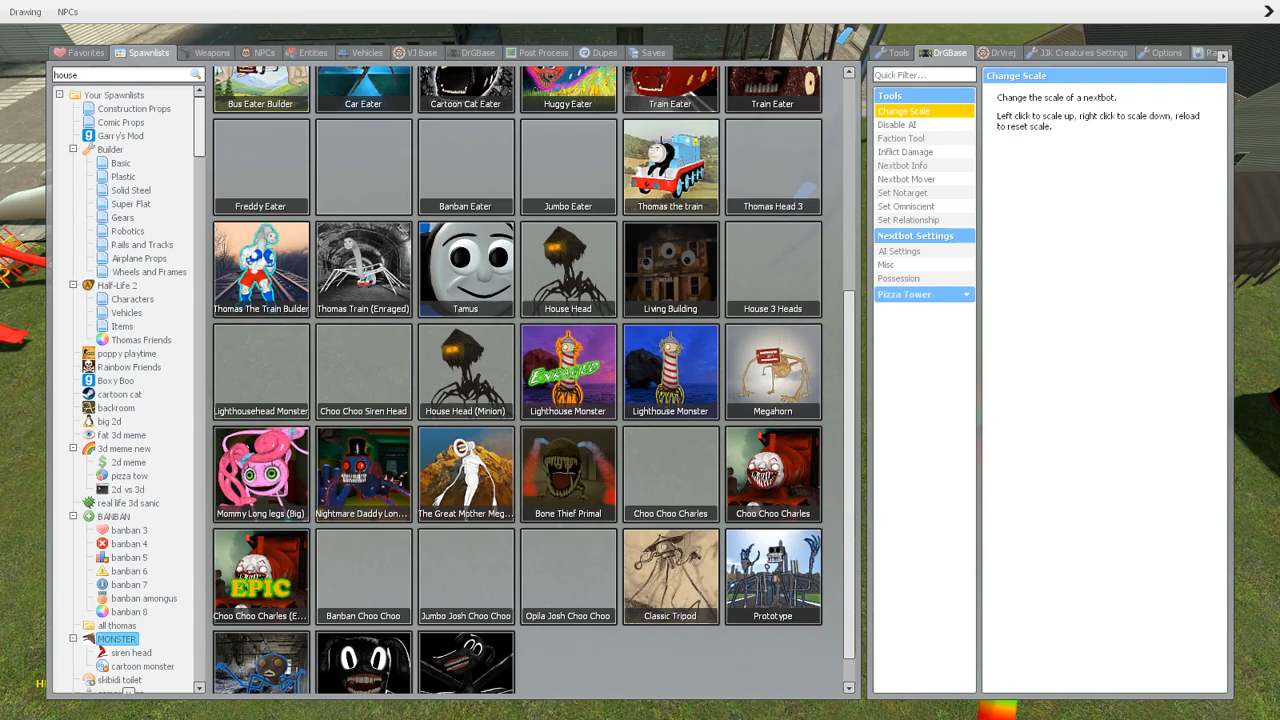 Drawing NPCs
Favorites Spawnlists Weapons NPCs Entities Vehicles VJ Base DrGBase Post Process Dupes Saves
Tools DrGBase DrVrej JJK Creatures Settings Options
house
Your Spawnlists
Construction Props
Comic Props
Garry's Mod
Builder
Basic
Plastic
Solid Steel
Super Flat
Gears
Robotics
Rails and Tracks
Airplane Props
Wheels and Frames
Half-Life 2
Characters
Vehicles
Items
Thomas Friends
poppy playtime
Rainbow Friends
Boxy Boo
cartoon cat
backroom
big 2d
fat 3d meme
3d meme new
2d meme
pizza tow
2d vs 3d
real life 3d sanic
BANBAN
banban 3
banban 4
banban 5
banban 6
banban 7
banban amongus
banban 8
all thomas
MONSTER
siren head
cartoon monster
skibidi toilet
Bus Eater Builder Car Eater Cartoon Cat Eater Huggy Eater Train Eater Train Eater
Freddy Eater Banban Eater Jumbo Eater Thomas the train Thomas Head 3
Thomas The Train Builder Thomas Train (Enraged) Tamus House Head Living Building House 3 Heads
ENRAGED
Lighthousehead Monster Choo Choo Siren Head House Head (Minion) Lighthouse Monster Lighthouse Monster Megahorn
Mommy Long legs (Big) Nightmare Daddy Lon... The Great Mother Meg... Bone Thief Primal Choo Choo Charles Choo Choo Charles
EPIC
Choo Choo Charles (E... Banban Choo Choo Jumbo Josh Choo Choo Opila Josh Choo Choo Classic Tripod Prototype
Quick Filter...
Tools
Change Scale
Disable AI
Faction Tool
Inflict Damage
Nextbot Info
Nextbot Mover
Set Notarget
Set Omniscient
Set Relationship
Nextbot Settings
AI Settings
Misc
Possession
Pizza Tower
Change Scale
Change the scale of a nextbot.
Left click to scale up, right click to scale down, reload
to reset scale.